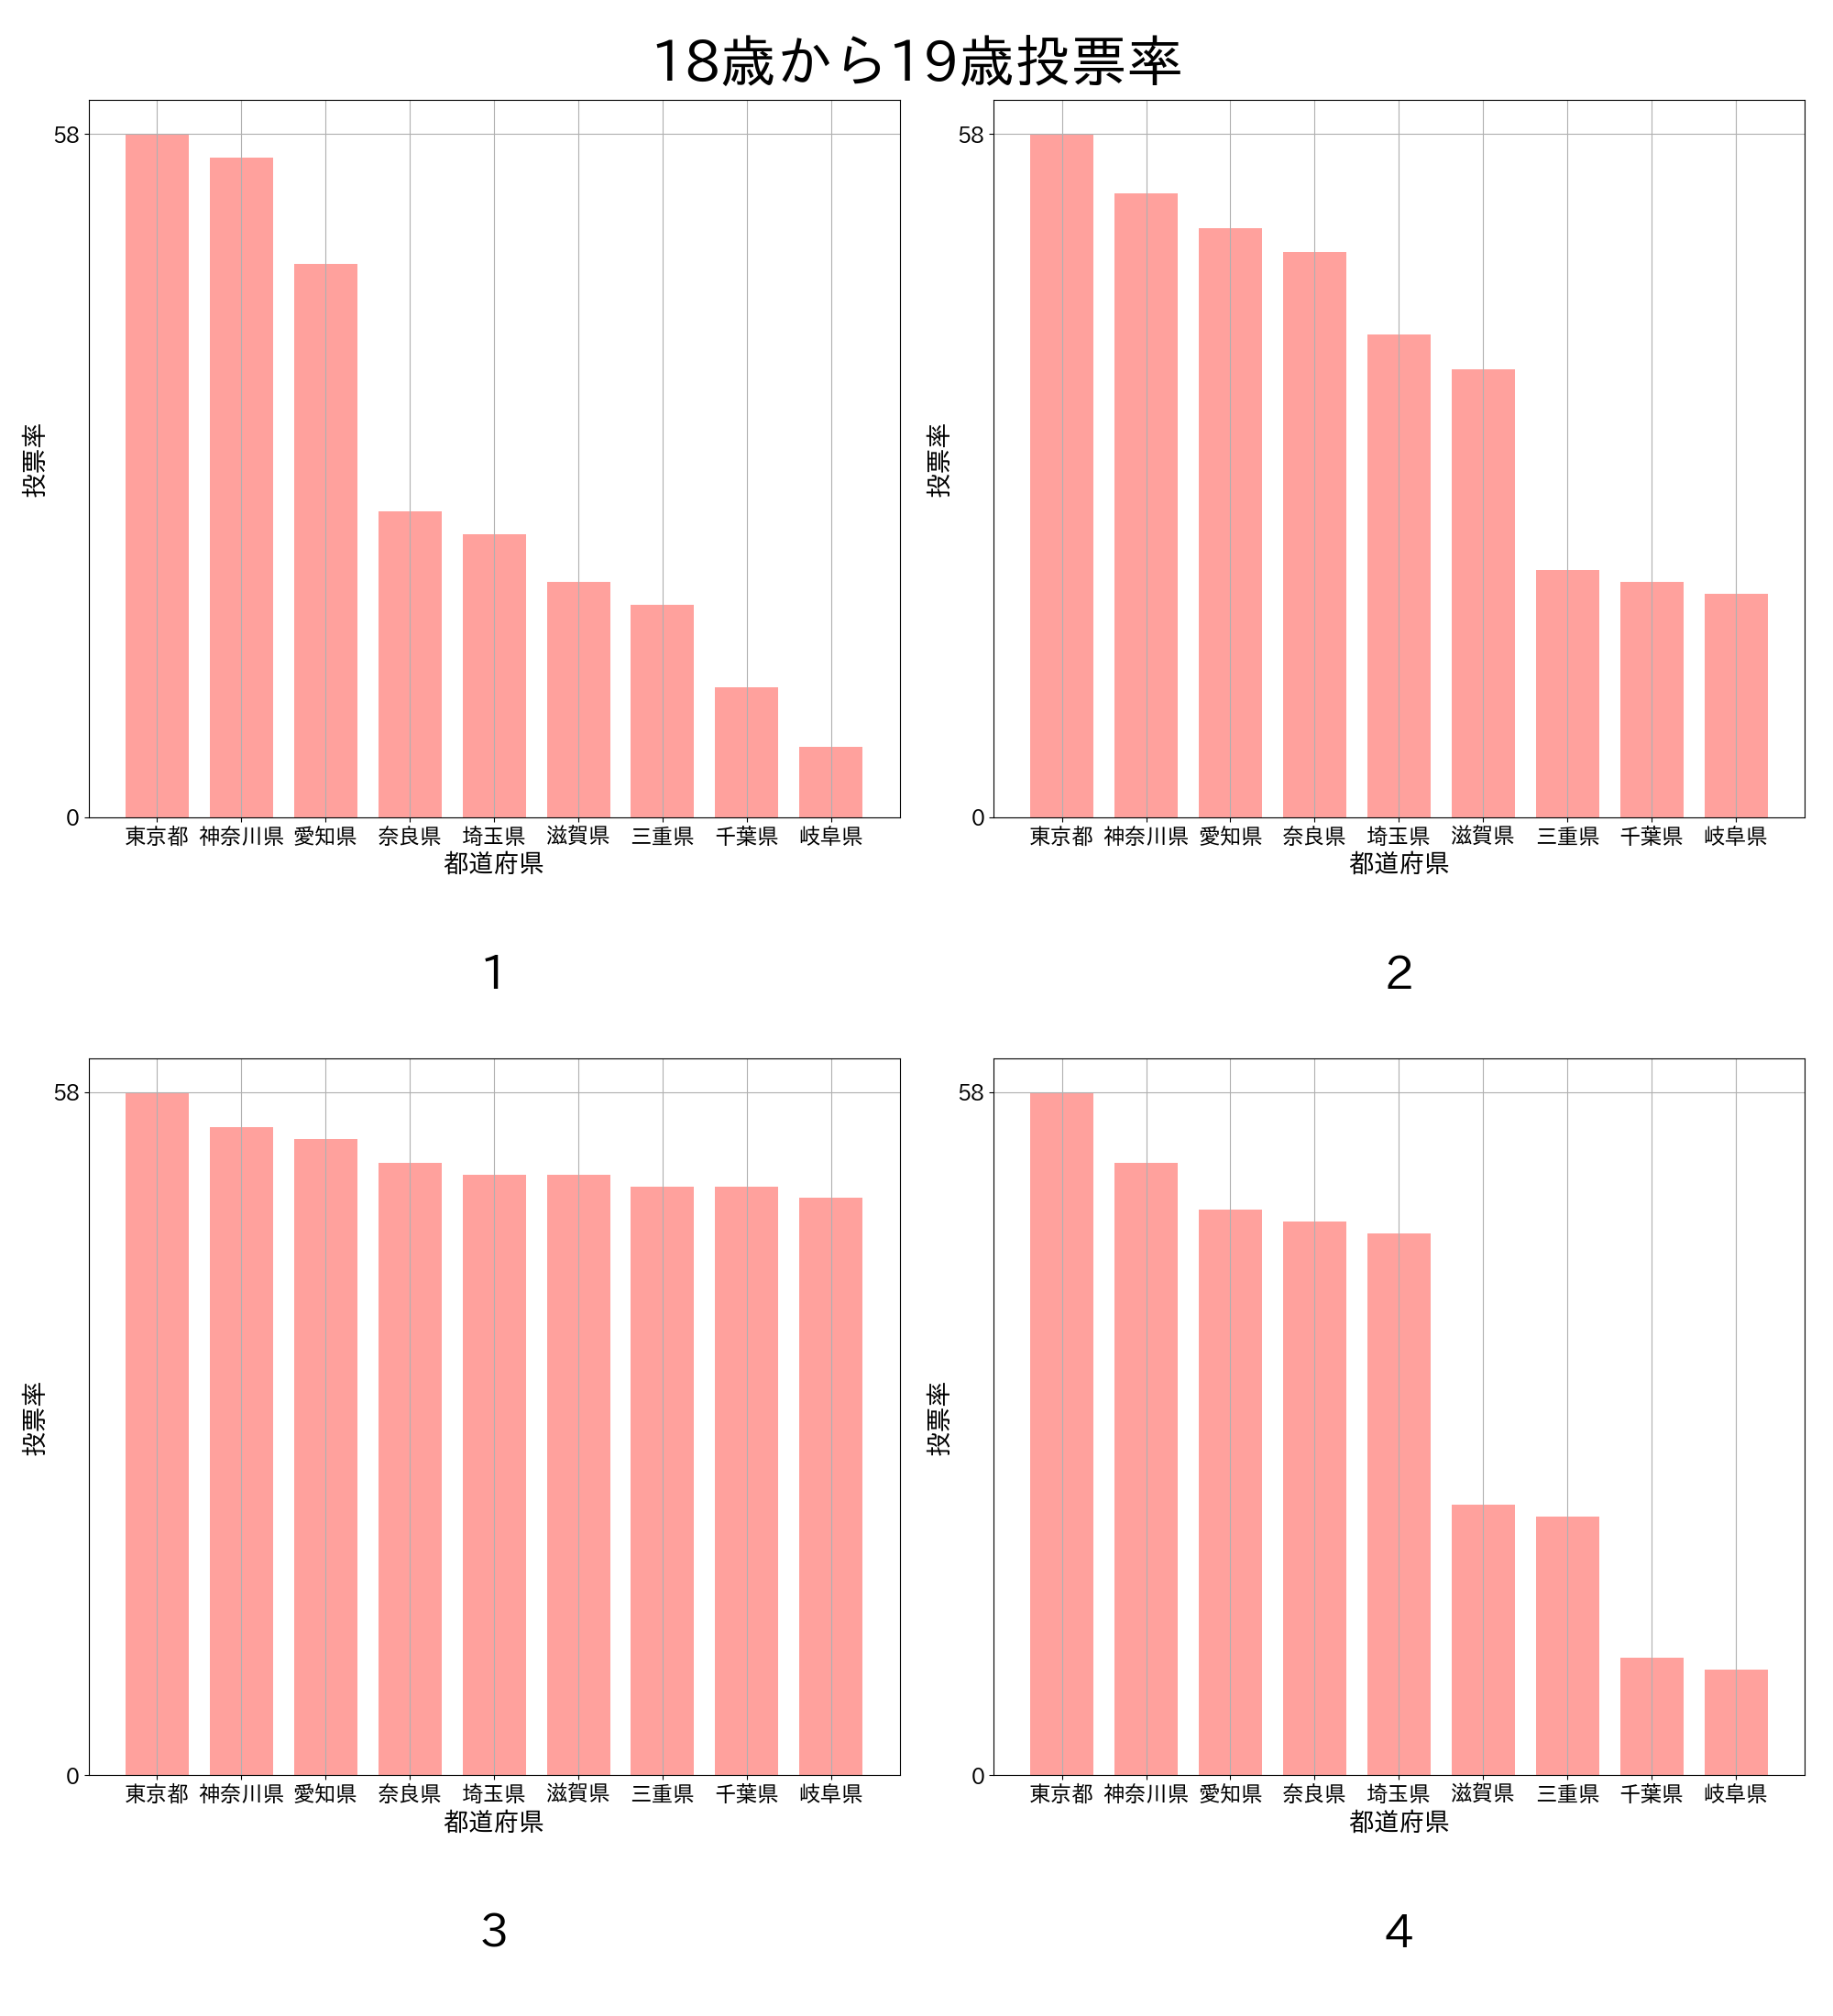 18歳から19歳投票率
58
0
投票率
東京都 神奈川県 愛知県 奈良県 埼玉県 滋賀県 三重県 千葉県 岐阜県
都道府県
1
58
0
投票率
東京都 神奈川県 愛知県 奈良県 埼玉県 滋賀県 三重県 千葉県 岐阜県
都道府県
2
58
0
投票率
東京都 神奈川県 愛知県 奈良県 埼玉県 滋賀県 三重県 千葉県 岐阜県
都道府県
3
58
0
投票率
東京都 神奈川県 愛知県 奈良県 埼玉県 滋賀県 三重県 千葉県 岐阜県
都道府県
4